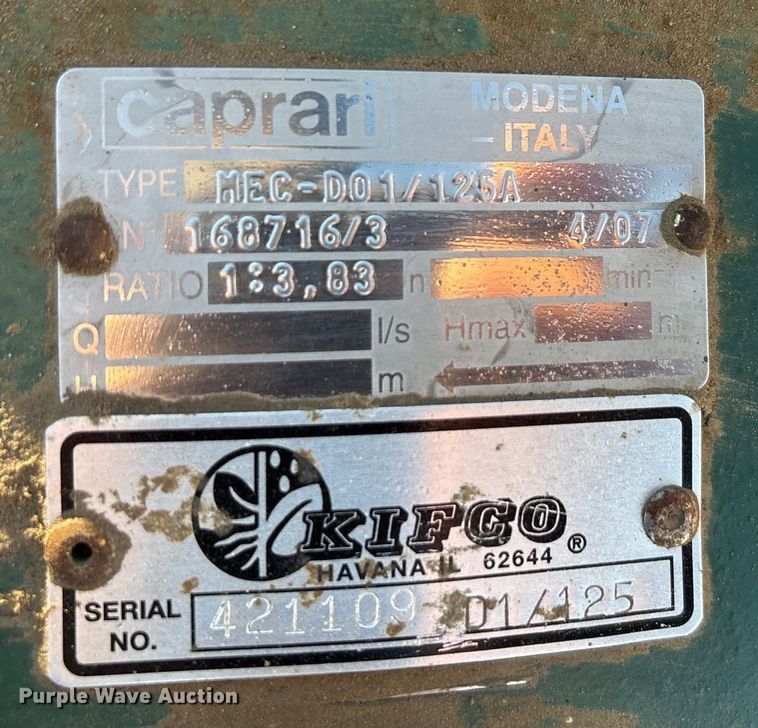 caprari
MODENA
- ITALY -
TYPE MEC-D01/125A
N 168716/3 4/07
RATIO 1:3,83 n min⁻¹
Q l/s Hmax m
H m
KIFCO ®
HAVANA IL 62644
SERIAL NO. 421109 D1/125
Purple Wave Auction